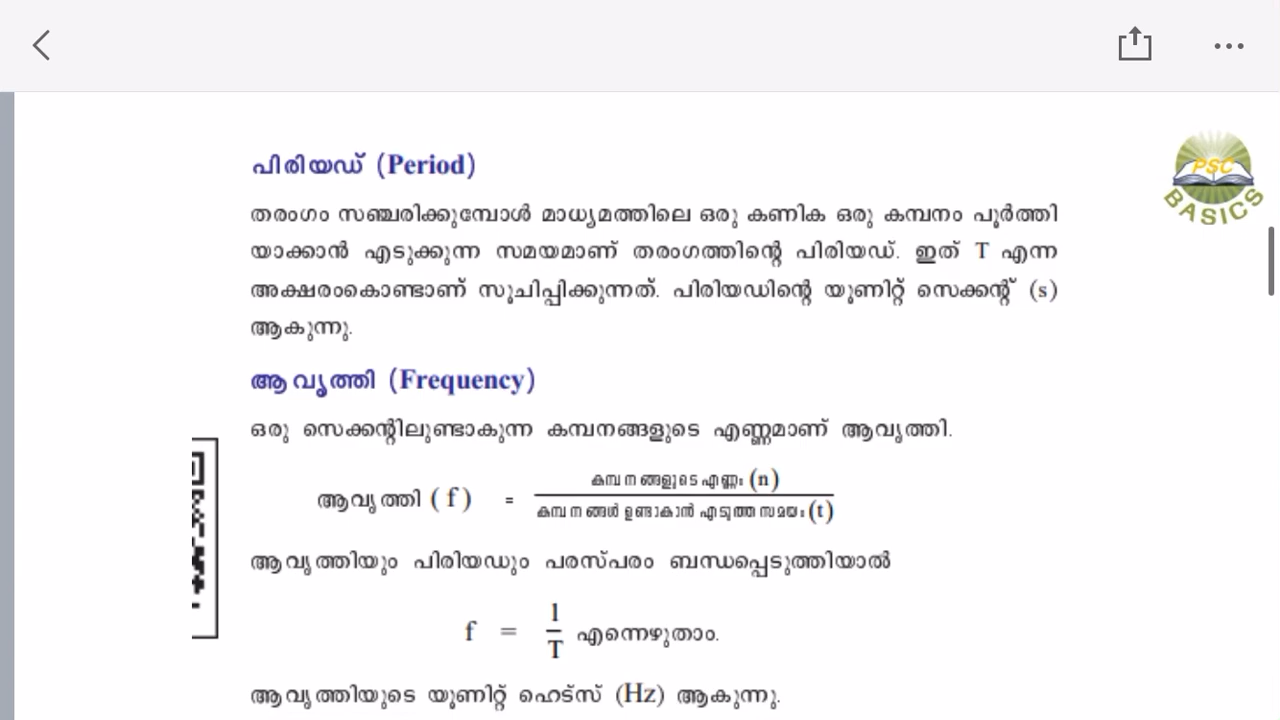 PSC
BASICS
പിരിയഡ് (Period)
തരംഗം സഞ്ചരിക്കുമ്പോൾ മാധ്യമത്തിലെ ഒരു കണിക ഒരു കമ്പനം പൂർത്തി
യാക്കാൻ എടുക്കുന്ന സമയമാണ് തരംഗത്തിന്റെ പിരിയഡ്. ഇത് T എന്ന
അക്ഷരംകൊണ്ടാണ് സൂചിപ്പിക്കുന്നത്. പിരിയഡിന്റെ യൂണിറ്റ് സെക്കന്റ് (s)
ആകുന്നു.
ആവൃത്തി (Frequency)
ഒരു സെക്കന്റിലുണ്ടാകുന്ന കമ്പനങ്ങളുടെ എണ്ണമാണ് ആവൃത്തി.
കമ്പനങ്ങളുടെ എണ്ണം (n)
ആവൃത്തി (f) =
കമ്പനങ്ങൾ ഉണ്ടാകാൻ എടുത്ത സമയം (t)
ആവൃത്തിയും പിരിയഡും പരസ്പരം ബന്ധപ്പെടുത്തിയാൽ
1
f = എന്നെഴുതാം.
T
ആവൃത്തിയുടെ യൂണിറ്റ് ഹെട്സ് (Hz) ആകുന്നു.